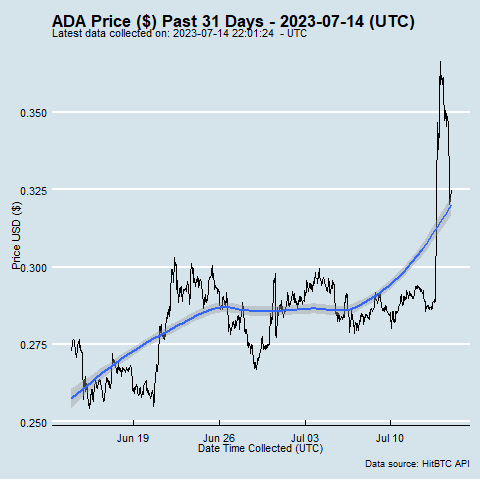 ADA Price ($) Past 31 Days - 2023-07-14 (UTC)
Latest data collected on: 2023-07-14 22:01:24 - UTC
Price USD ($)
0.350
0.325
0.300
0.275
0.250
Jun 19
Jun 26
Jul 03
Jul 10
Date Time Collected (UTC)
Data source: HitBTC API